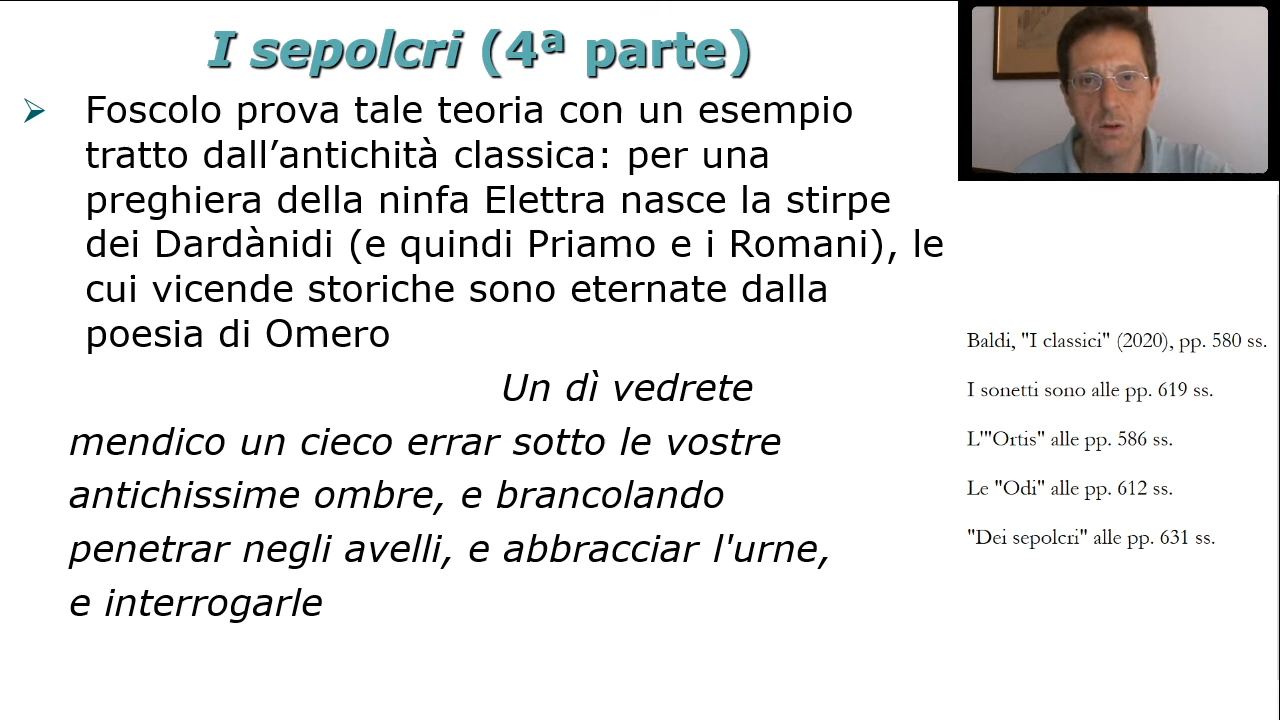 I sepolcri (4ª parte)
Foscolo prova tale teoria con un esempio
tratto dall’antichità classica: per una
preghiera della ninfa Elettra nasce la stirpe
dei Dardànidi (e quindi Priamo e i Romani), le
cui vicende storiche sono eternate dalla
poesia di Omero
Un dì vedrete
mendico un cieco errar sotto le vostre
antichissime ombre, e brancolando
penetrar negli avelli, e abbracciar l'urne,
e interrogarle
Baldi, "I classici" (2020), pp. 580 ss.
I sonetti sono alle pp. 619 ss.
L'"Ortis" alle pp. 586 ss.
Le "Odi" alle pp. 612 ss.
"Dei sepolcri" alle pp. 631 ss.